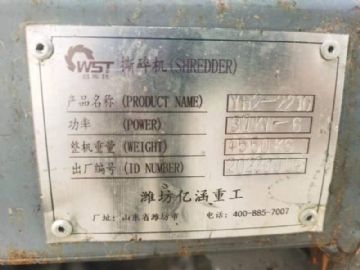 WST 撕碎机(SHREDDER)
产品名称 (PRODUCT NAME)
功率 (POWER)
整机重量 (WEIGHT)
出厂编号 (ID NUMBER)
潍坊亿涵重工
厂址: 山东省潍坊市 电话: 400-885-7007